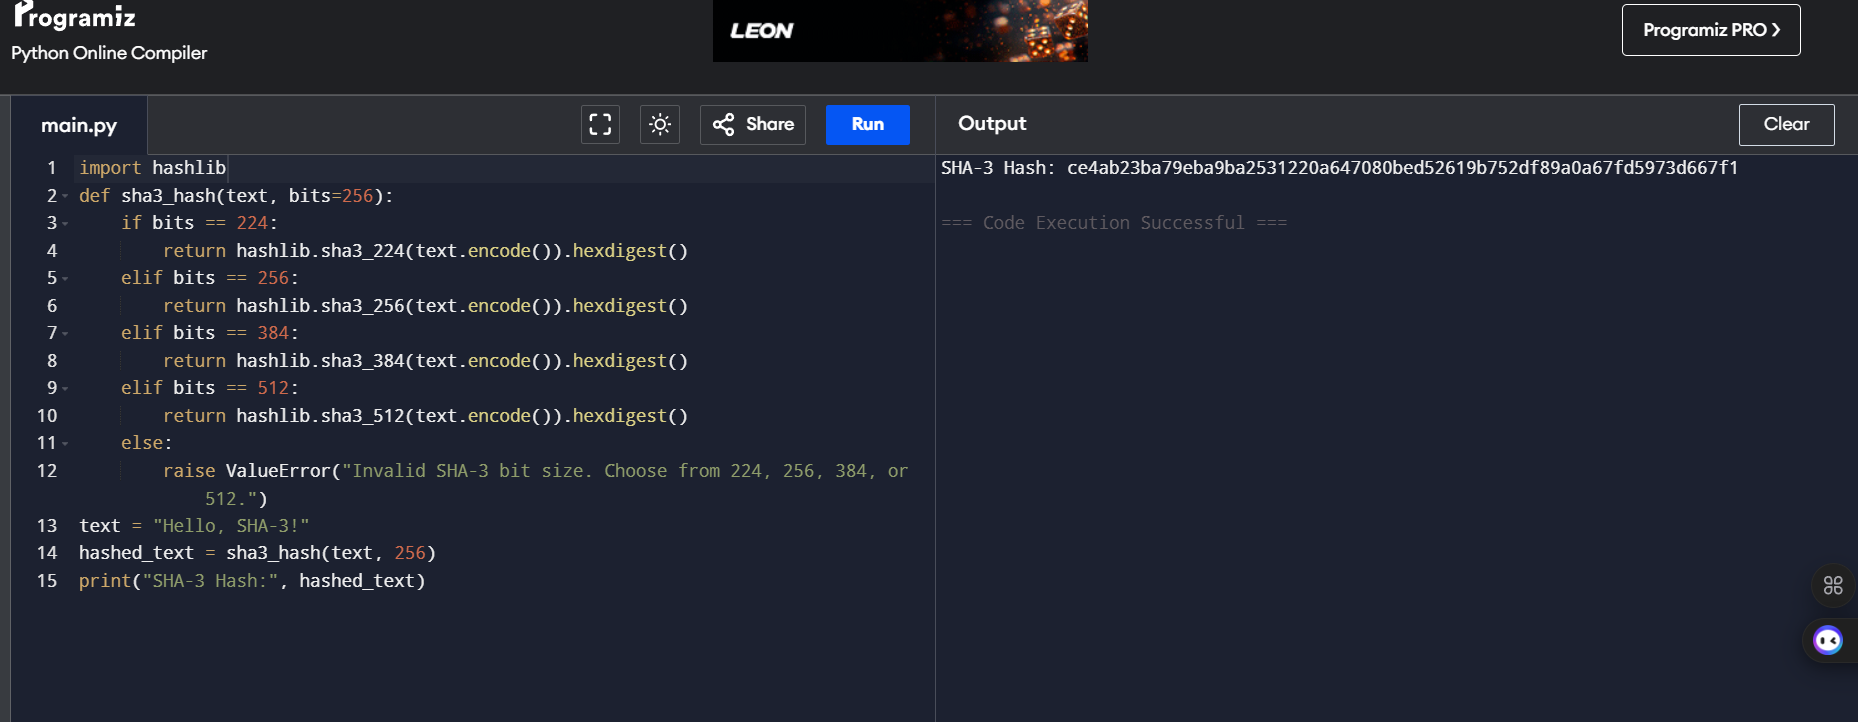 Programiz
Python Online Compiler
LEON
Programiz PRO
main.py
Share
Run
Output
Clear
1 import hashlib
2 def sha3_hash(text, bits=256):
3     if bits == 224:
4         return hashlib.sha3_224(text.encode()).hexdigest()
5     elif bits == 256:
6         return hashlib.sha3_256(text.encode()).hexdigest()
7     elif bits == 384:
8         return hashlib.sha3_384(text.encode()).hexdigest()
9     elif bits == 512:
10         return hashlib.sha3_512(text.encode()).hexdigest()
11     else:
12         raise ValueError("Invalid SHA-3 bit size. Choose from 224, 256, 384, or
            512.")
13 text = "Hello, SHA-3!"
14 hashed_text = sha3_hash(text, 256)
15 print("SHA-3 Hash:", hashed_text)
SHA-3 Hash: ce4ab23ba79eba9ba2531220a647080bed52619b752df89a0a67fd5973d667f1
=== Code Execution Successful ===